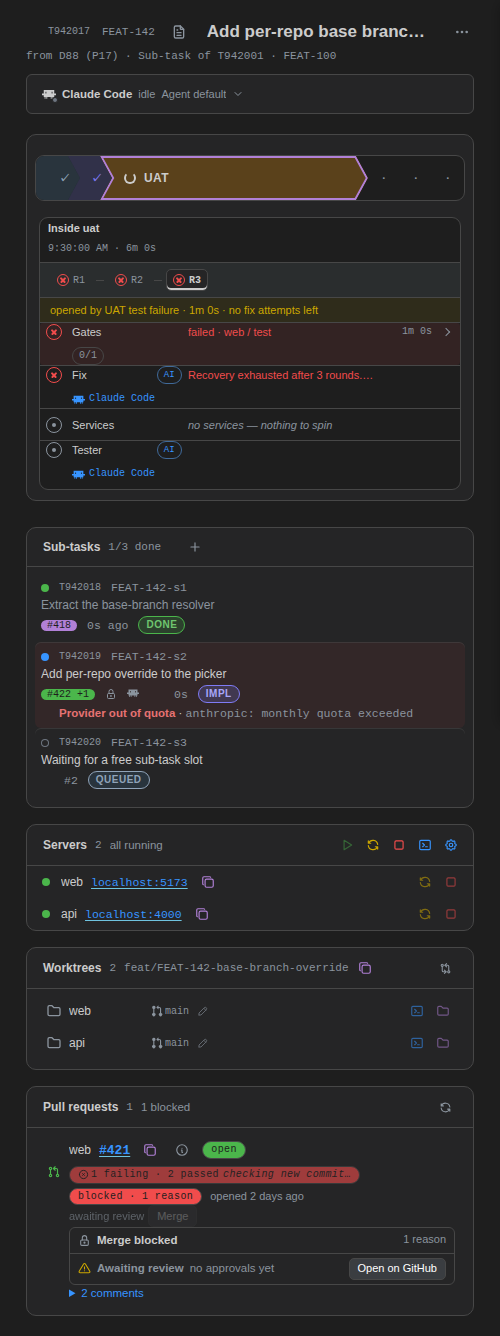 T942017 FEAT-142 Add per-repo base branc…
from D88 (P17) · Sub-task of T942001 · FEAT-100
Claude Code idle Agent default
UAT
Inside uat
9:30:00 AM · 6m 0s
R1 — R2 — R3
opened by UAT test failure · 1m 0s · no fix attempts left
Gates failed · web / test 1m 0s
0/1
Fix AI Recovery exhausted after 3 rounds.…
Claude Code
Services no services — nothing to spin
Tester AI
Claude Code
Sub-tasks 1/3 done
T942018 FEAT-142-s1
Extract the base-branch resolver
#418 0s ago DONE
T942019 FEAT-142-s2
Add per-repo override to the picker
#422 +1 0s IMPL
Provider out of quota · anthropic: monthly quota exceeded
T942020 FEAT-142-s3
Waiting for a free sub-task slot
#2 QUEUED
Servers 2 all running
web localhost:5173
api localhost:4000
Worktrees 2 feat/FEAT-142-base-branch-override
web main
api main
Pull requests 1 1 blocked
web #421 open
1 failing · 2 passed checking new commit…
blocked · 1 reason opened 2 days ago
awaiting review Merge
Merge blocked 1 reason
Awaiting review no approvals yet Open on GitHub
2 comments